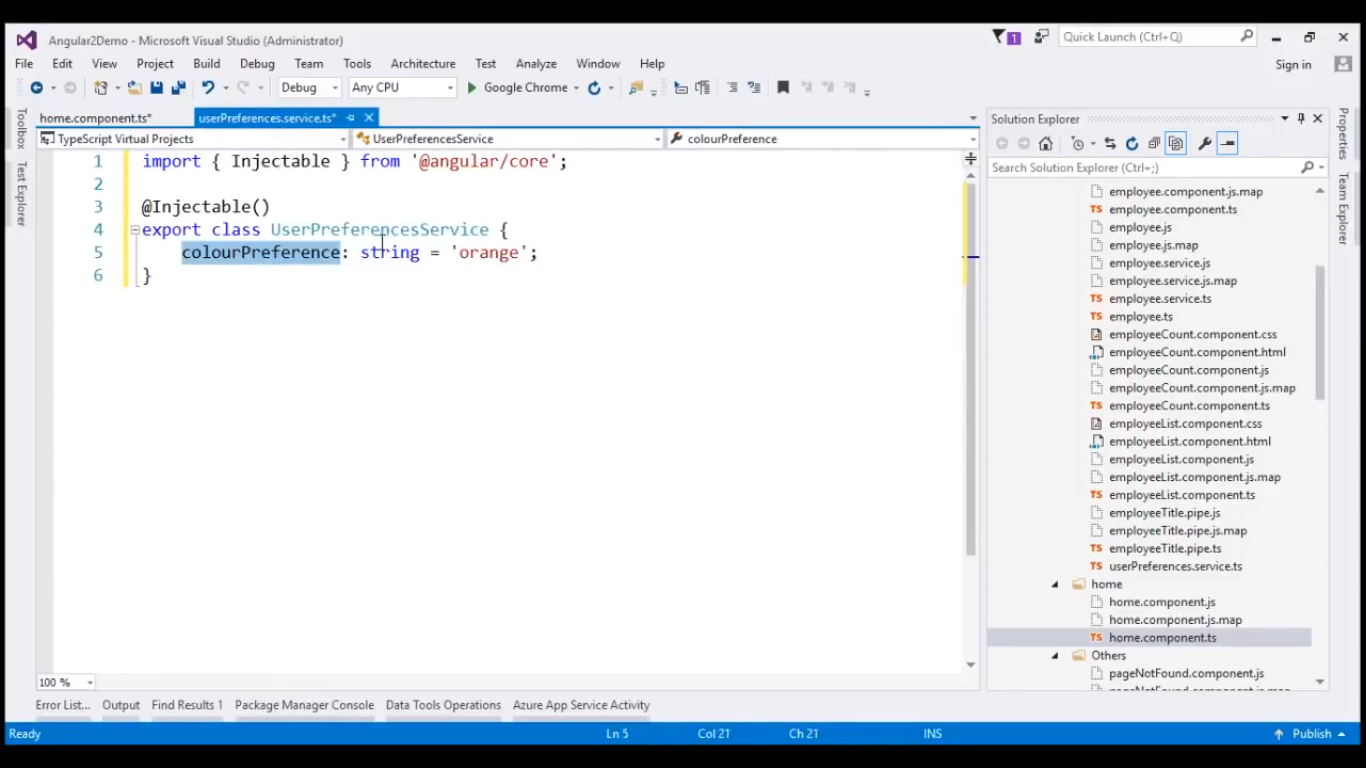 Angular2Demo - Microsoft Visual Studio (Administrator)
1
Quick Launch (Ctrl+Q)
File Edit View Project Build Debug Team Tools Architecture Test Analyze Window Help
Sign in
Debug Any CPU Google Chrome
Toolbox
Test Explorer
home.component.ts*
userPreferences.service.ts*
TypeScript Virtual Projects
UserPreferencesService
colourPreference
1 import { Injectable } from '@angular/core';
2
3 @Injectable()
4 export class UserPreferencesService {
5 colourPreference: string = 'orange';
6 }
100 %
Solution Explorer
Search Solution Explorer (Ctrl+;)
employee.component.js.map
employee.component.ts
employee.js
employee.js.map
employee.service.js
employee.service.js.map
employee.service.ts
employee.ts
employeeCount.component.css
employeeCount.component.html
employeeCount.component.js
employeeCount.component.js.map
employeeCount.component.ts
employeeList.component.css
employeeList.component.html
employeeList.component.js
employeeList.component.js.map
employeeList.component.ts
employeeTitle.pipe.js
employeeTitle.pipe.js.map
employeeTitle.pipe.ts
userPreferences.service.ts
home
home.component.js
home.component.js.map
home.component.ts
Others
pageNotFound.component.js
pageNotFound.component.js.map
Properties
Team Explorer
Error List... Output Find Results 1 Package Manager Console Data Tools Operations Azure App Service Activity
Ready Ln 5 Col 21 Ch 21 INS Publish